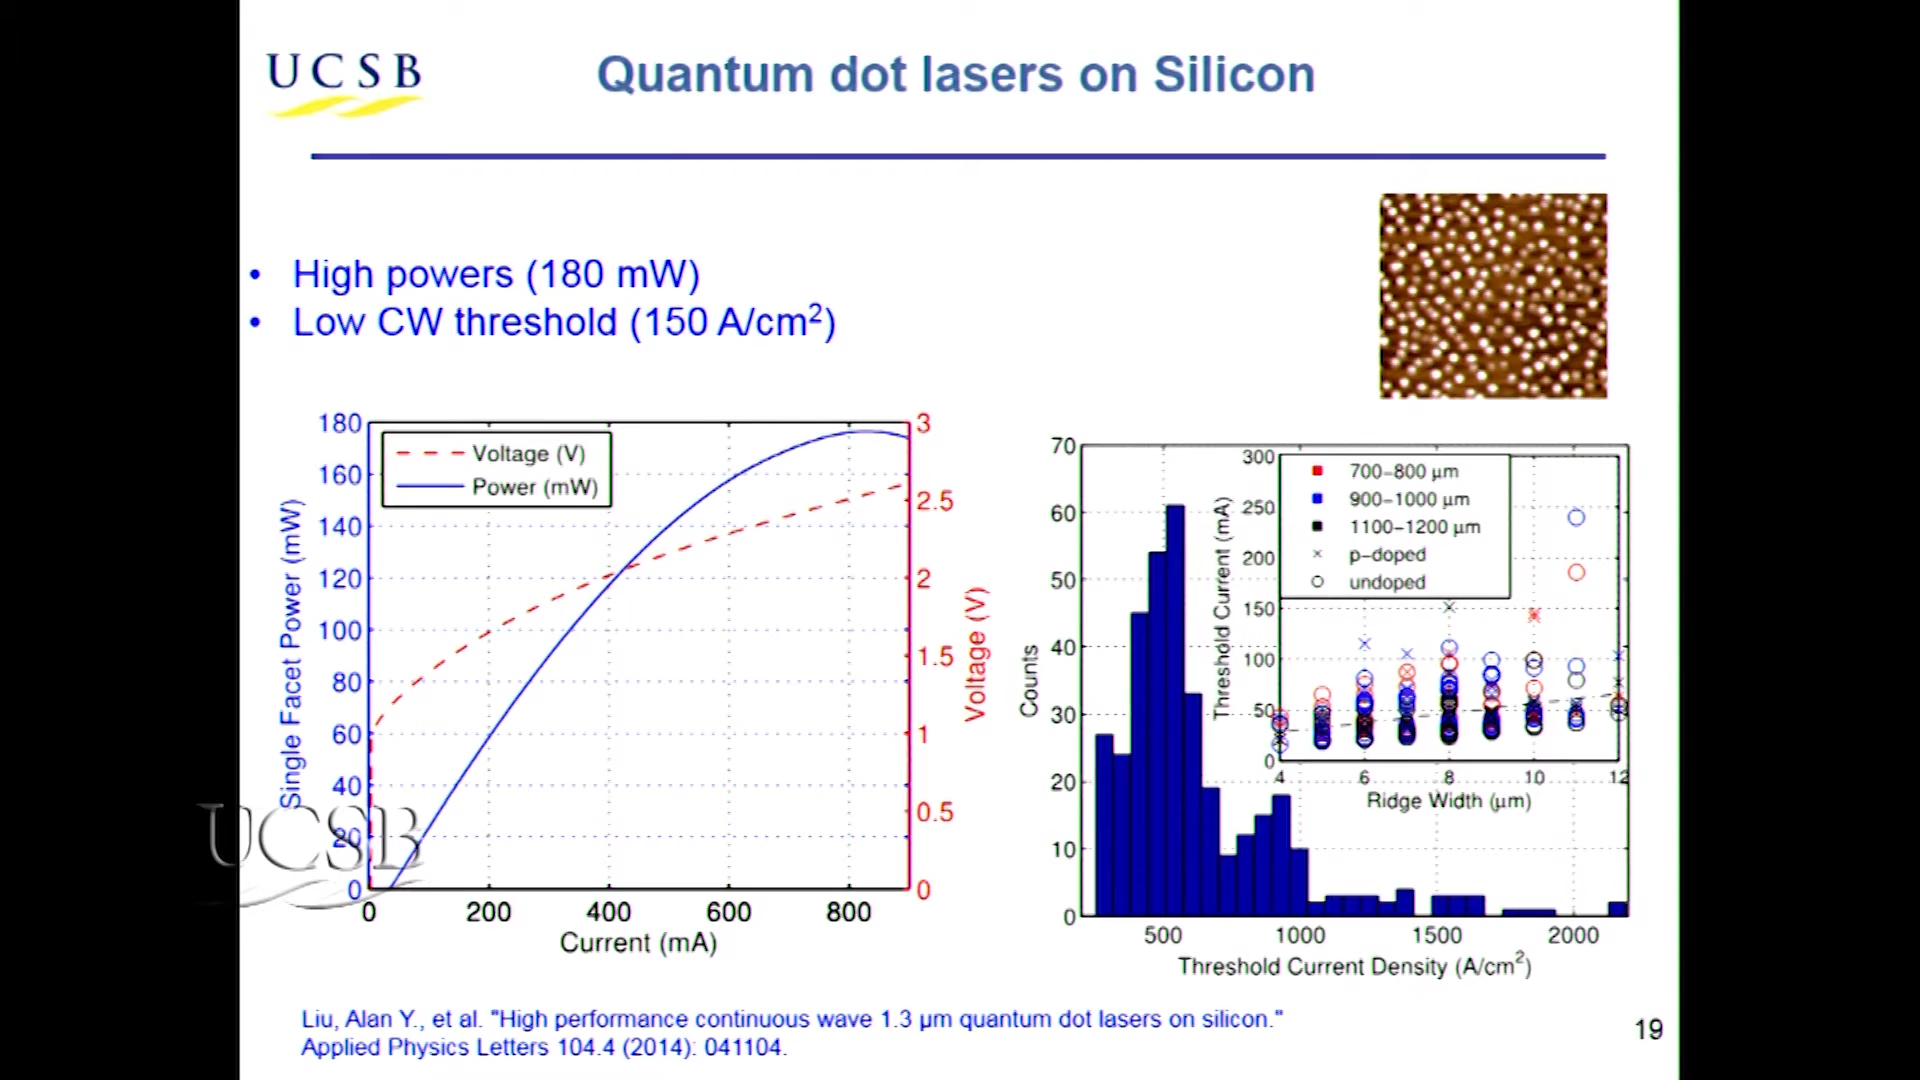 UCSB
Quantum dot lasers on Silicon
• High powers (180 mW)
• Low CW threshold (150 A/cm²)
180
160
140
120
100
80
60
40
20
0
Single Facet Power (mW)
Voltage (V)
Power (mW)
3
2.5
2
1.5
1
0.5
0
Voltage (V)
0 200 400 600 800
Current (mA)
70
60
50
40
30
20
10
0
Counts
300
250
200
150
100
50
0
Threshold Current (mA)
700-800 μm
900-1000 μm
1100-1200 μm
× p-doped
○ undoped
4 6 8 10 12
Ridge Width (μm)
500 1000 1500 2000
Threshold Current Density (A/cm²)
UCSB
Liu, Alan Y., et al. "High performance continuous wave 1.3 μm quantum dot lasers on silicon."
Applied Physics Letters 104.4 (2014): 041104.
19